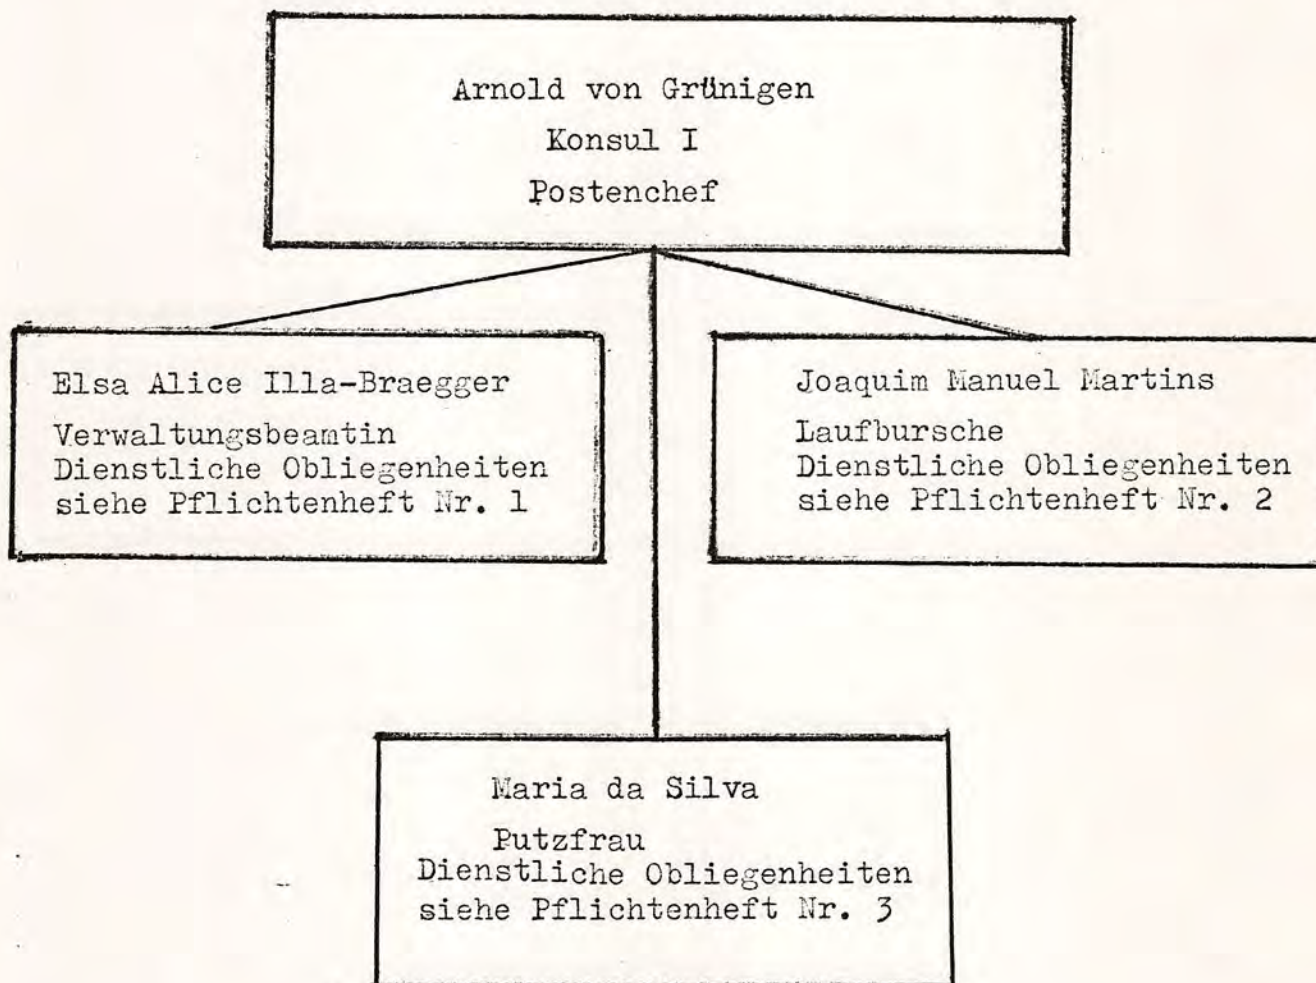 Arnold von Grünigen
Konsul I
Postenchef
Elsa Alice Illa-Braegger
Verwaltungsbeamtin
Dienstliche Obliegenheiten
siehe Pflichtenheft Nr. 1
Joaquim Manuel Martins
Laufbursche
Dienstliche Obliegenheiten
siehe Pflichtenheft Nr. 2
Maria da Silva
Putzfrau
Dienstliche Obliegenheiten
siehe Pflichtenheft Nr. 3